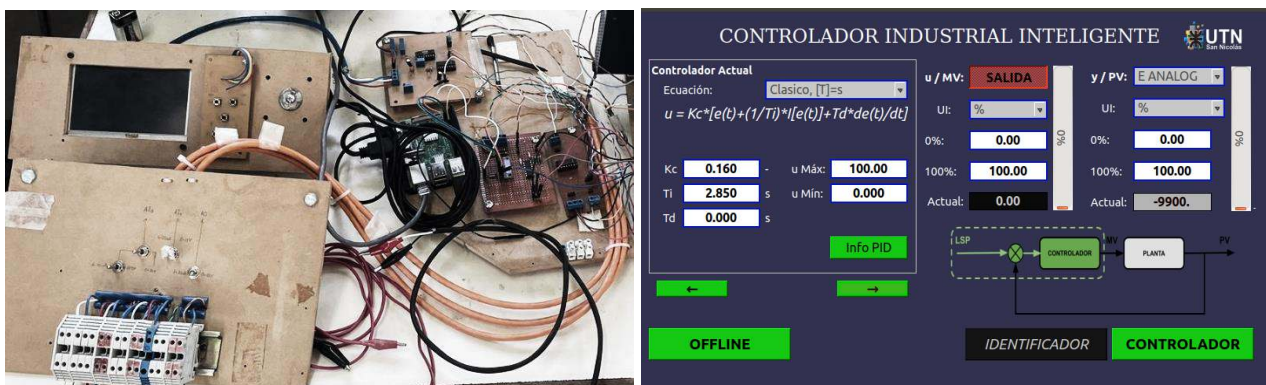 CONTROLADOR INDUSTRIAL INTELIGENTE
UTN
San Nicolás
Controlador Actual
Ecuación: Clasico, [T]=s
u = Kc*[e(t)+(1/Ti)*I[e(t)]+Td*de(t)/dt]
Kc 0.160 - u Máx: 100.00
Ti 2.850 s u Mín: 0.000
Td 0.000 s
Info PID
← →
u / MV: SALIDA
UI: %
0%: 0.00
100%: 100.00
Actual: 0.00
0%
y / PV: E ANALOG
UI: %
0%: 0.00
100%: 100.00
Actual: -9900.
0%
LSP CONTROLADOR MV PLANTA PV
OFFLINE
IDENTIFICADOR
CONTROLADOR